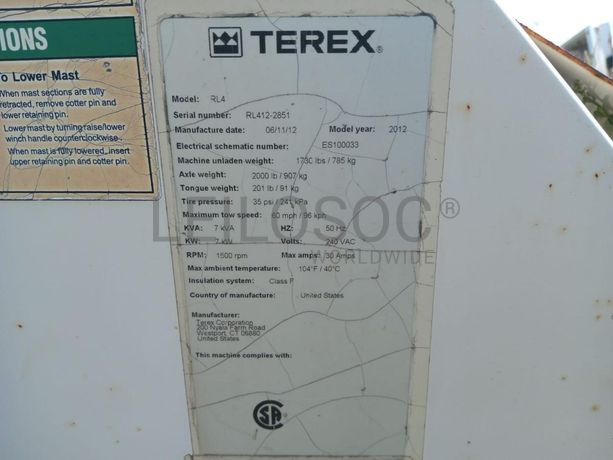 IONS
To Lower Mast
When mast sections are fully
retracted, remove cotter pin and
lower retaining pin.
Lower mast by turning raise/lower
winch handle counterclockwise.
When mast is fully lowered, insert
upper retaining pin and cotter pin.
TEREX®
Model: RL4
Serial number: RL412-2851
Manufacture date: 06/11/12 Model year: 2012
Electrical schematic number: ES100033
Machine unladen weight: 1730 lbs / 785 kg
Axle weight: 2000 lb / 907 kg
Tongue weight: 201 lb / 91 kg
Tire pressure: 35 psi / 241 kPa
Maximum tow speed: 60 mph / 96 kph
KVA: 7 kVA HZ: 50 Hz
KW: 7 kW Volts: 240 VAC
RPM: 1500 rpm Max amps: 30 Amps
Max ambient temperature: 104°F / 40°C
Insulation system: Class F
Country of manufacture: United States
Manufacturer:
Terex Corporation
200 Nyala Farm Road
Westport, CT 06880
United States
This machine complies with:
LEILOSOC®
WORLDWIDE